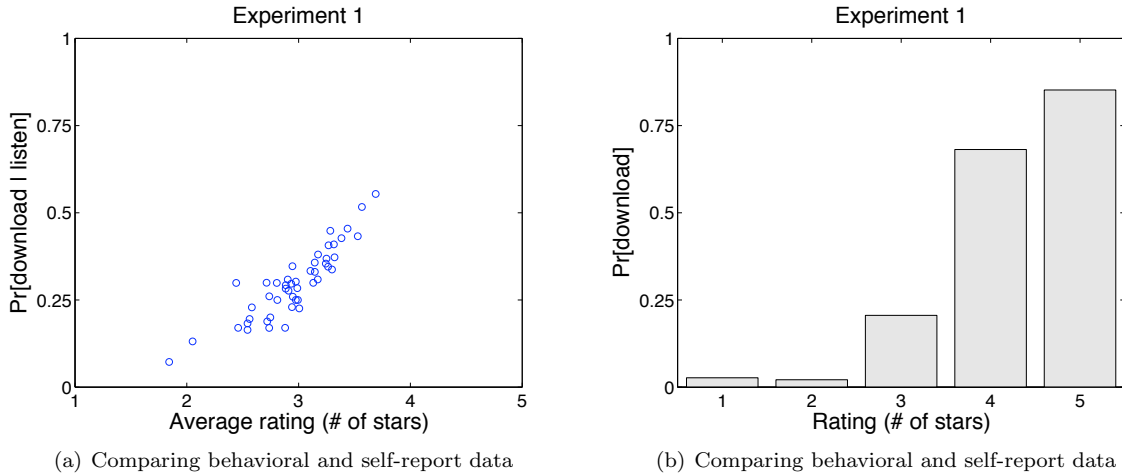 Experiment 1
1
0.75
0.5
0.25
0
Pr[download | listen]
1 2 3 4 5
Average rating (# of stars)
(a) Comparing behavioral and self-report data
Experiment 1
1
0.75
0.5
0.25
0
Pr[download]
1 2 3 4 5
Rating (# of stars)
(b) Comparing behavioral and self-report data